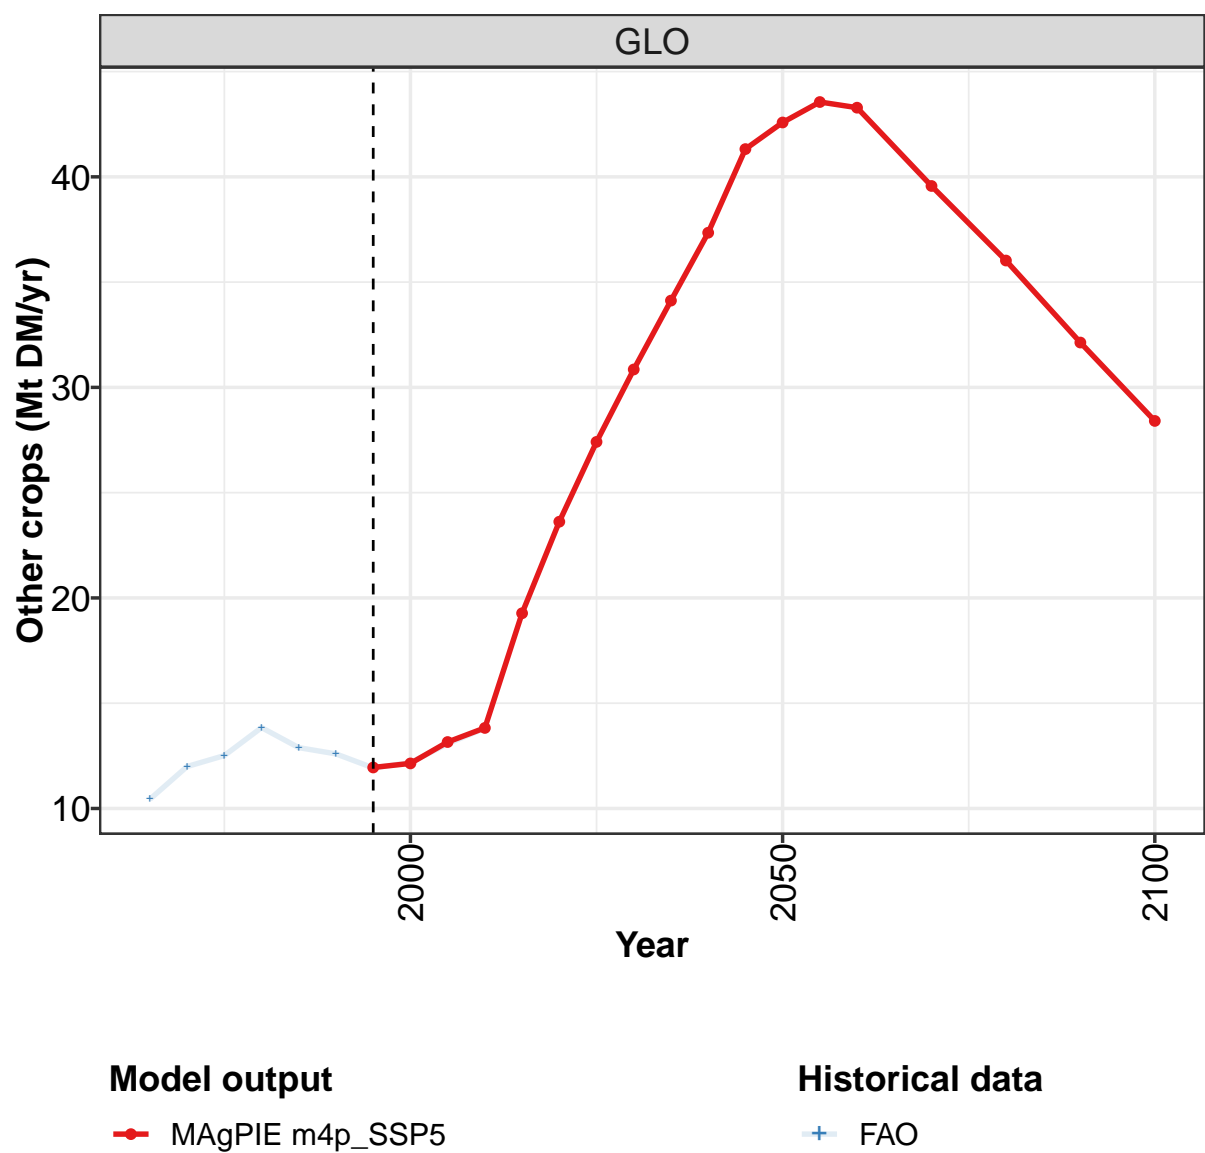 GLO
Other crops (Mt DM/yr)
40
30
20
10
2000
2050
2100
Year
Model output
MAgPIE m4p_SSP5
Historical data
FAO